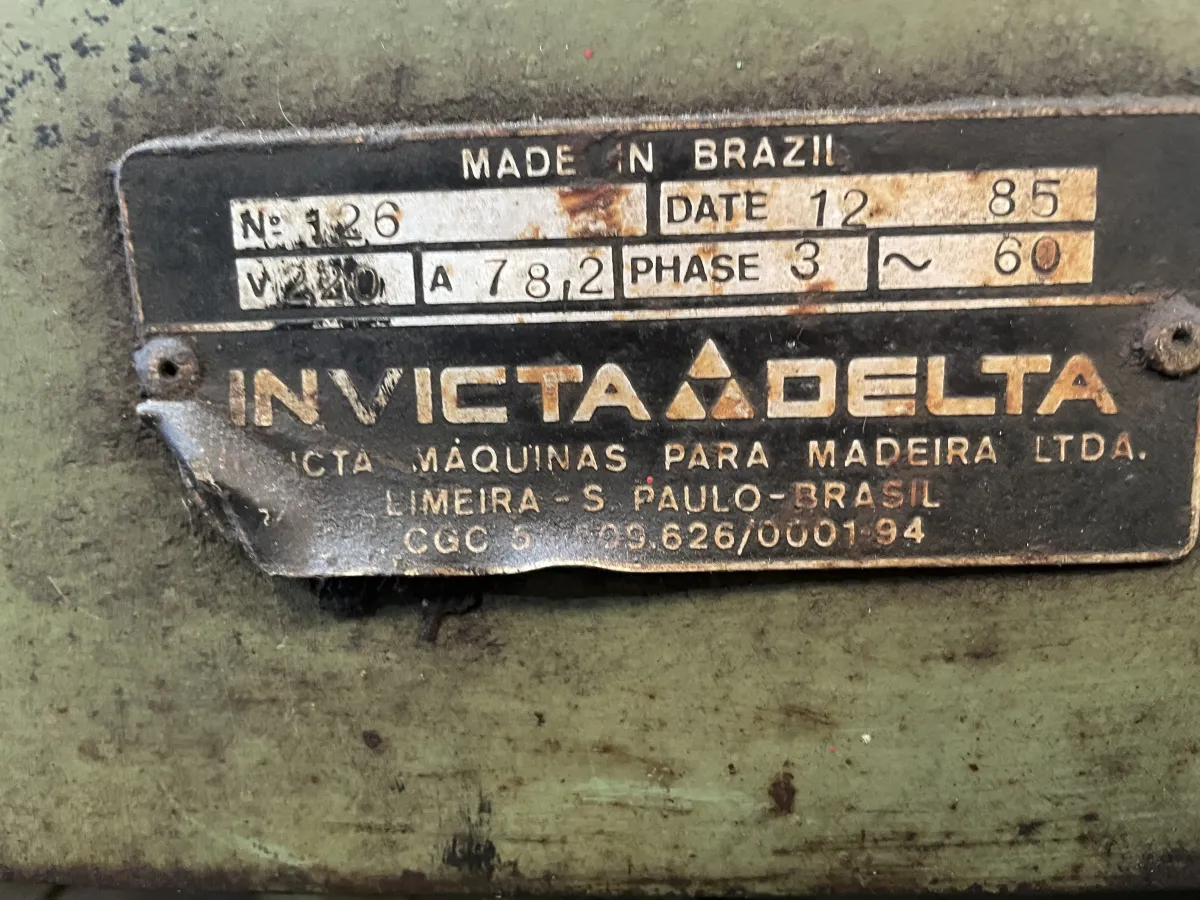 MADE IN BRAZIL
Nº 126 DATE 12 85
V 220 A 78,2 PHASE 3 ~ 60
INVICTA DELTA
MÁQUINAS PARA MADEIRA LTDA.
LIMEIRA - S PAULO - BRASIL
CGC